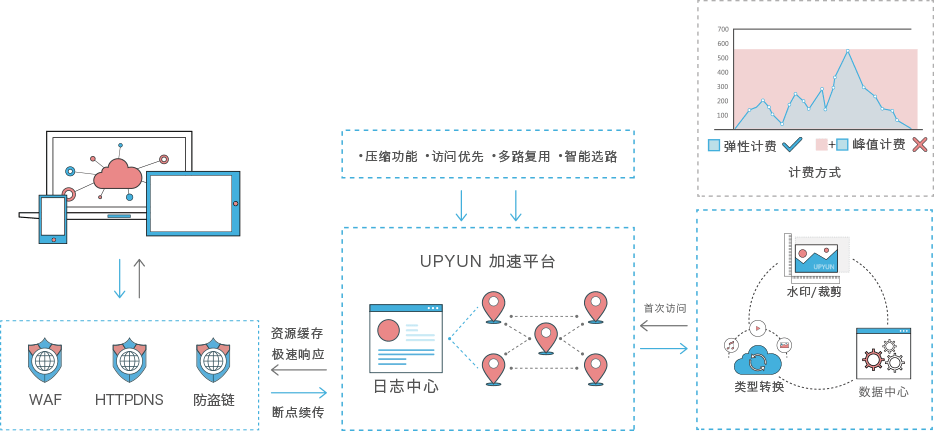 700
600
500
400
300
200
100
弹性计费
+
峰值计费
计费方式
•压缩功能 •访问优先 •多路复用 •智能选路
UPYUN 加速平台
日志中心
WAF
HTTPDNS
防盗链
资源缓存
极速响应
断点续传
首次访问
UPYUN
水印/裁剪
类型转换
数据中心